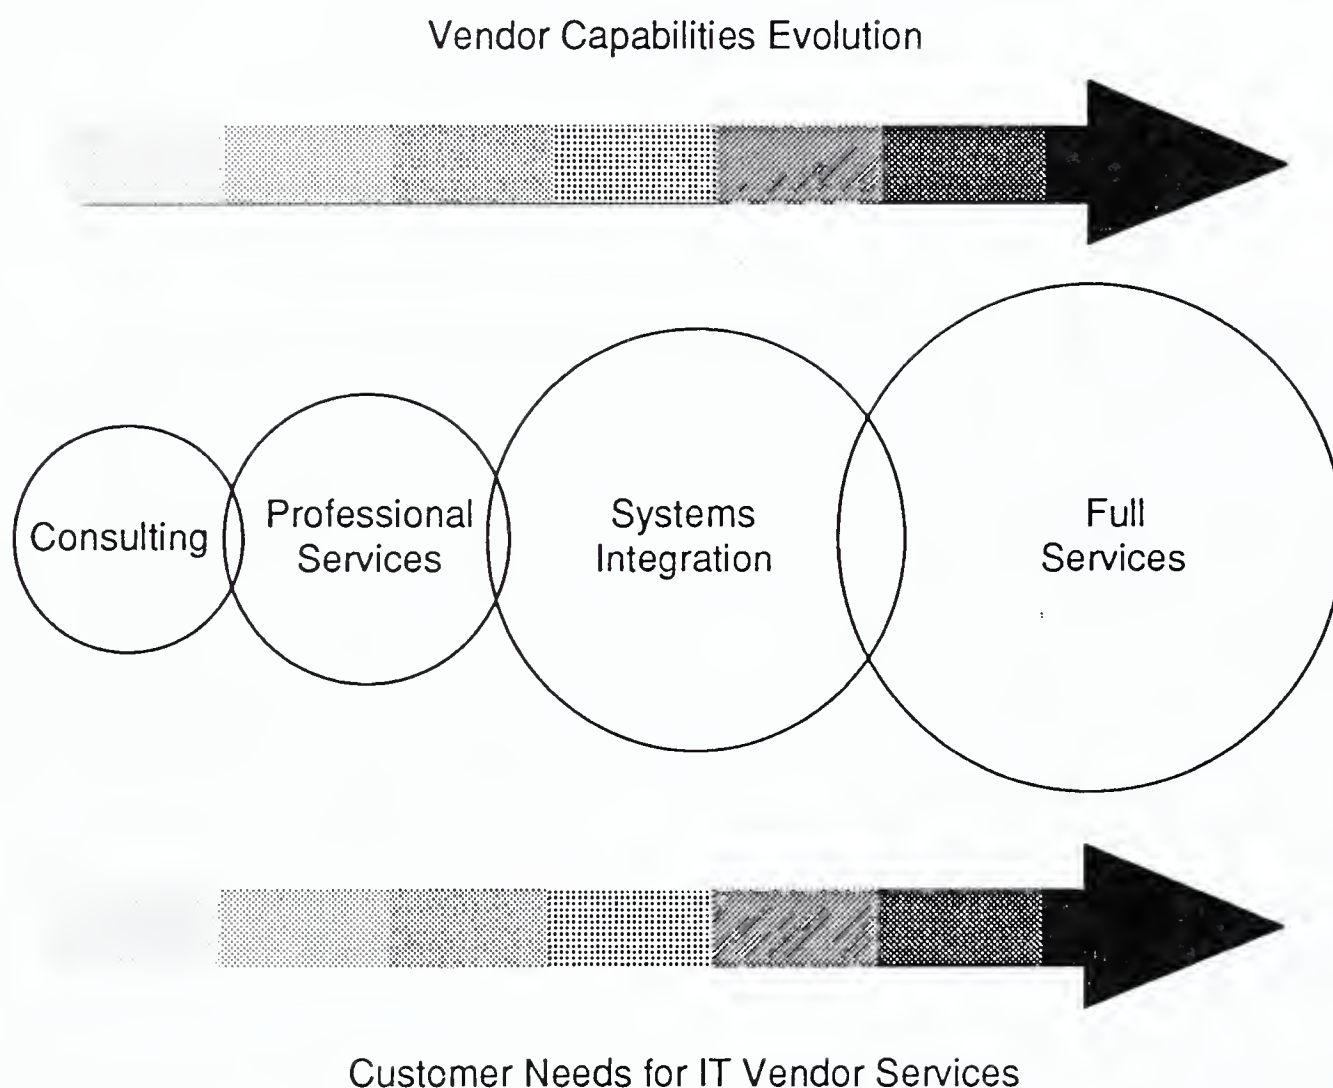 Vendor Capabilities Evolution
Consulting
Professional
Services
Systems
Integration
Full
Services
Customer Needs for IT Vendor Services